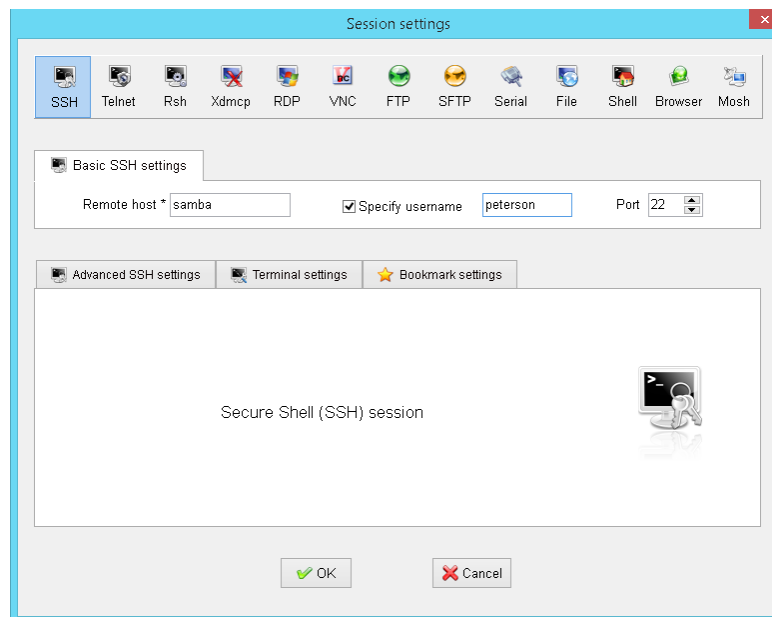 Session settings
SSH Telnet Rsh Xdmcp RDP VNC FTP SFTP Serial File Shell Browser Mosh
Basic SSH settings
Remote host * samba Specify username peterson Port 22
Advanced SSH settings Terminal settings Bookmark settings
Secure Shell (SSH) session
OK Cancel